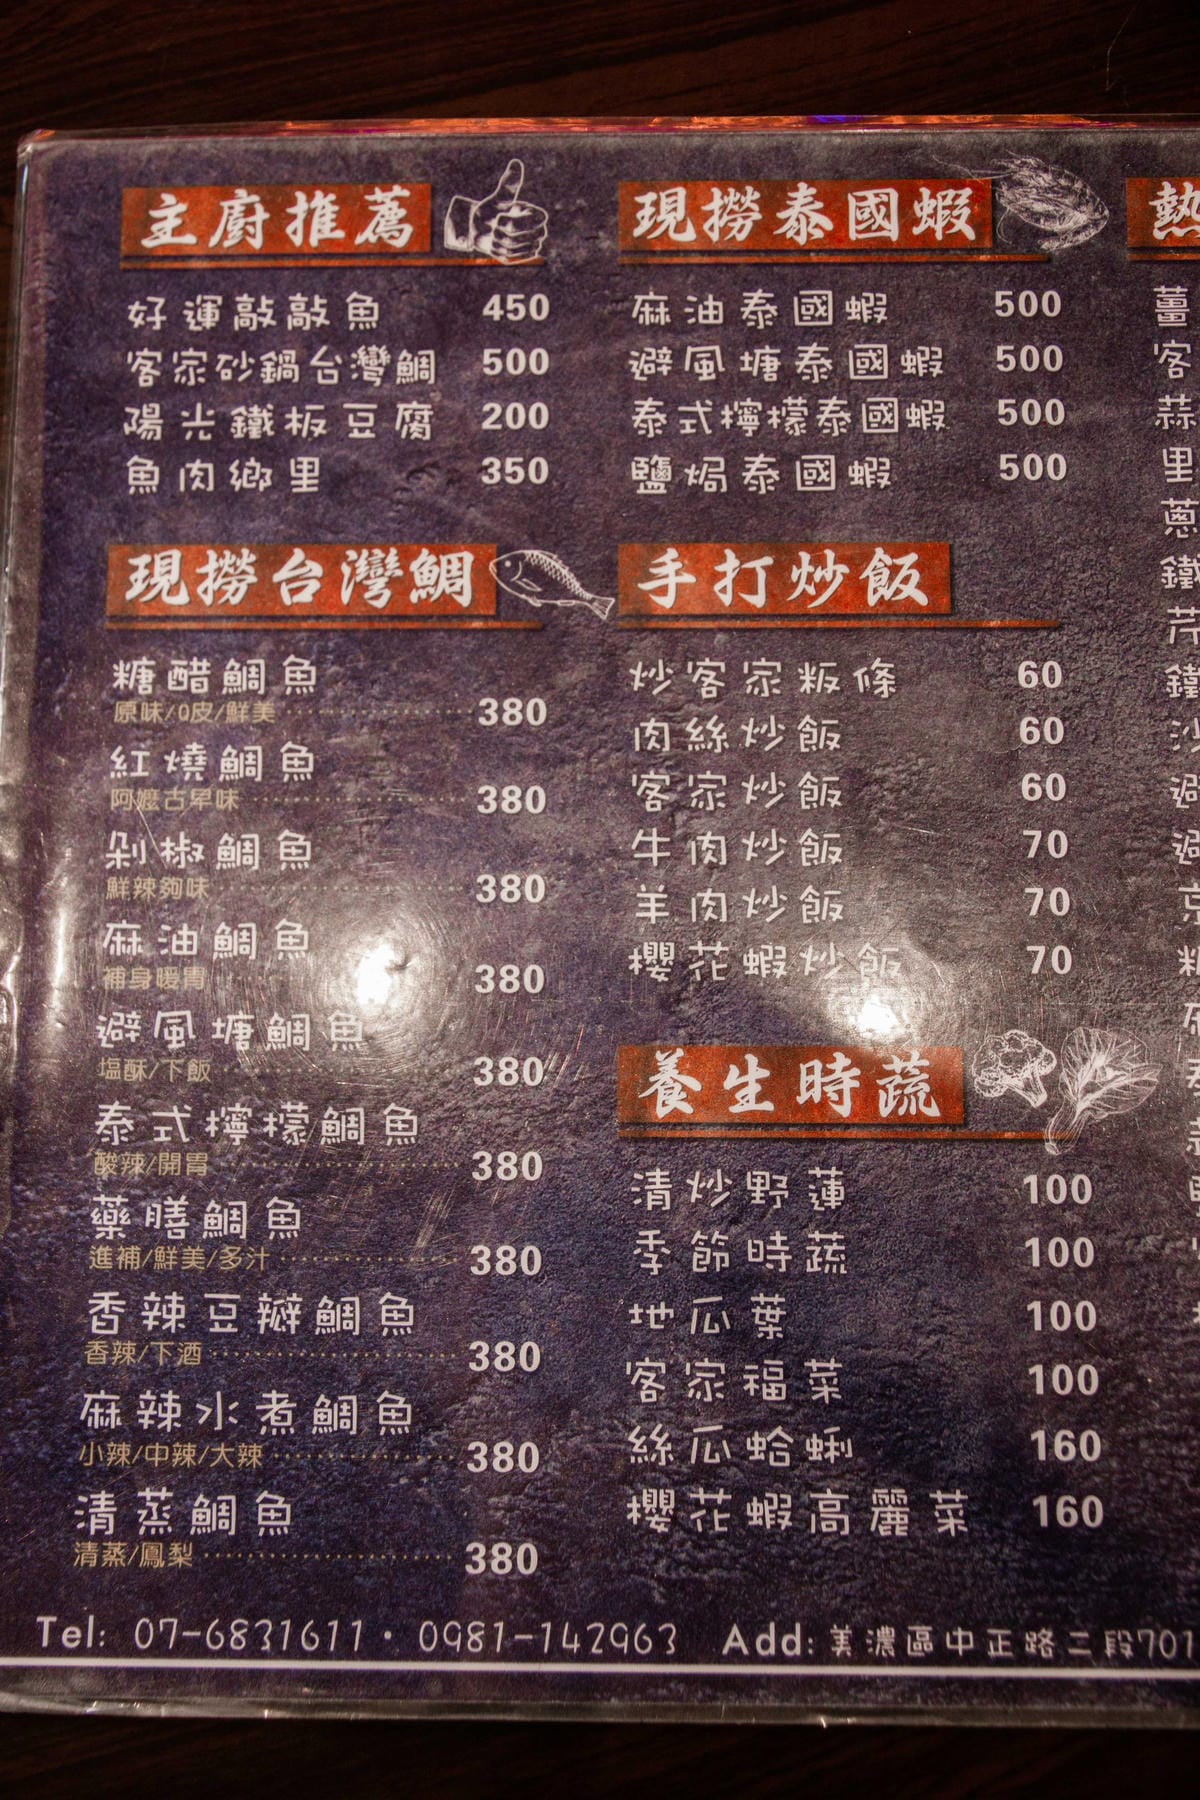 主廚推薦
好運敲敲魚 450
客家砂鍋台灣鯛 500
陽光鐵板豆腐 200
魚肉鄉里 350
現撈台灣鯛
糖醋鯛魚
原味/Q皮/鮮美 380
紅燒鯛魚
阿嬤古早味 380
剁椒鯛魚
鮮辣夠味 380
麻油鯛魚
補身暖胃 380
避風塘鯛魚
塩酥/下飯 380
泰式檸檬鯛魚
酸辣/開胃 380
藥膳鯛魚
進補/鮮美/多汁 380
香辣豆瓣鯛魚
香辣/下酒 380
麻辣水煮鯛魚
小辣/中辣/大辣 380
清蒸鯛魚
清蒸/鳳梨 380
現撈泰國蝦
麻油泰國蝦 500
避風塘泰國蝦 500
泰式檸檬泰國蝦 500
鹽焗泰國蝦 500
手打炒飯
炒客家粄條 60
肉絲炒飯 60
客家炒飯 60
牛肉炒飯 70
羊肉炒飯 70
櫻花蝦炒飯 70
養生時蔬
清炒野蓮 100
季節時蔬 100
地瓜葉 100
客家福菜 100
絲瓜蛤蜊 160
櫻花蝦高麗菜 160
熱
薑
客
蒜
里
蔥
鐵
芹
鐵
沙
過
過
京
Tel: 07-6831611·0981-142963 Add: 美濃區中正路二段701